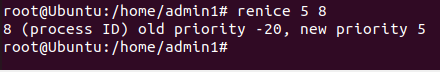 root@Ubuntu:/home/admin1# renice 5 8
8 (process ID) old priority -20, new priority 5
root@Ubuntu:/home/admin1#